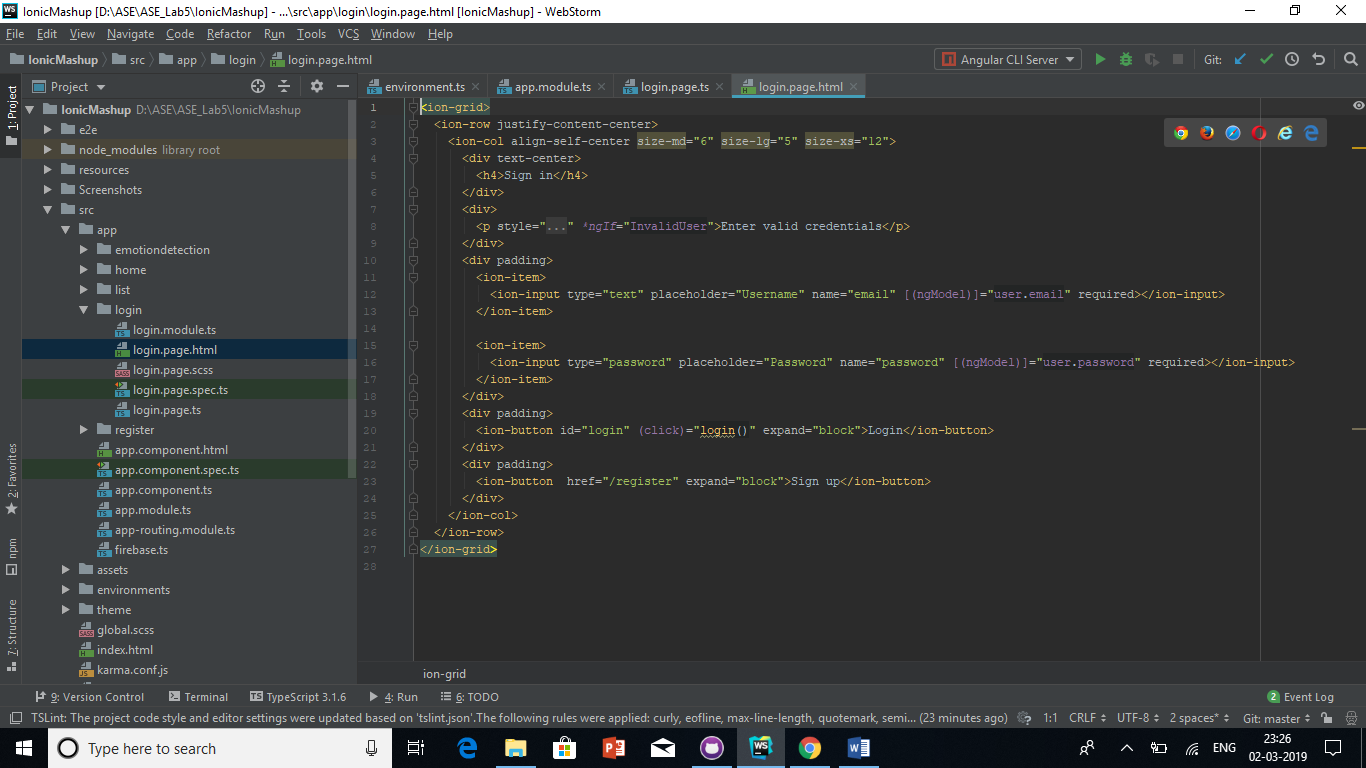 IonicMashup [D:\ASE\ASE_Lab5\IonicMashup] - ...\src\app\login\login.page.html [IonicMashup] - WebStorm
File Edit View Navigate Code Refactor Run Tools VCS Window Help
IonicMashup src app login login.page.html Angular CLI Server Git:
Project environment.ts app.module.ts login.page.ts login.page.html
1: Project
IonicMashup D:\ASE\ASE_Lab5\IonicMashup
e2e
node_modules library root
resources
Screenshots
src
app
emotiondetection
home
list
login
login.module.ts
login.page.html
login.page.scss
login.page.spec.ts
login.page.ts
register
app.component.html
app.component.spec.ts
app.component.ts
app.module.ts
app-routing.module.ts
firebase.ts
assets
environments
theme
global.scss
index.html
karma.conf.js
2: Favorites
npm
7: Structure
1 <ion-grid>
2 <ion-row justify-content-center>
3 <ion-col align-self-center size-md="6" size-lg="5" size-xs="12">
4 <div text-center>
5 <h4>Sign in</h4>
6 </div>
7 <div>
8 <p style="..." *ngIf="InvalidUser">Enter valid credentials</p>
9 </div>
10 <div padding>
11 <ion-item>
12 <ion-input type="text" placeholder="Username" name="email" [(ngModel)]="user.email" required></ion-input>
13 </ion-item>
14
15 <ion-item>
16 <ion-input type="password" placeholder="Password" name="password" [(ngModel)]="user.password" required></ion-input>
17 </ion-item>
18 </div>
19 <div padding>
20 <ion-button id="login" (click)="login()" expand="block">Login</ion-button>
21 </div>
22 <div padding>
23 <ion-button  href="/register" expand="block">Sign up</ion-button>
24 </div>
25 </ion-col>
26 </ion-row>
27 </ion-grid>
28
ion-grid
9: Version Control Terminal TypeScript 3.1.6 4: Run 6: TODO 2 Event Log
TSLint: The project code style and editor settings were updated based on 'tslint.json'.The following rules were applied: curly, eofline, max-line-length, quotemark, semi... (23 minutes ago) 1:1 CRLF UTF-8 2 spaces* Git: master
Type here to search ENG 23:26
02-03-2019